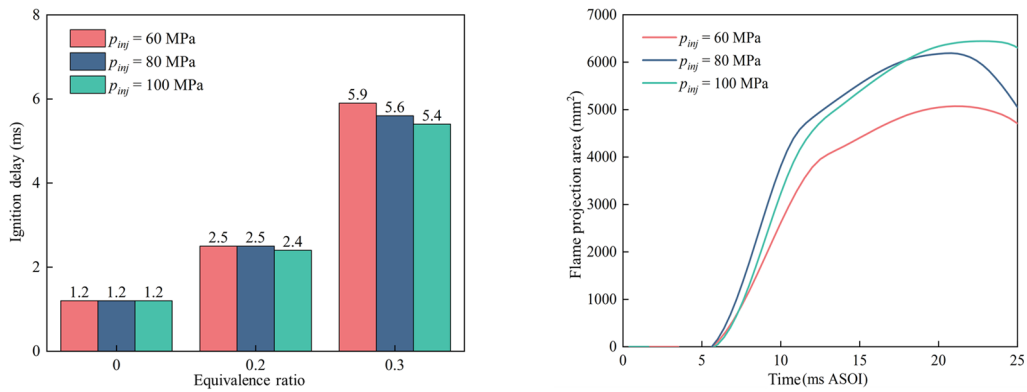 8
6
4
2
0
Ignition delay (ms)
p_inj = 60 MPa
p_inj = 80 MPa
p_inj = 100 MPa
1.2 1.2 1.2
2.5 2.5 2.4
5.9 5.6 5.4
0 0.2 0.3
Equivalence ratio
7000
6000
5000
4000
3000
2000
1000
0
Flame projection area (mm²)
p_inj = 60 MPa
p_inj = 80 MPa
p_inj = 100 MPa
0 5 10 15 20 25
Time (ms ASOI)